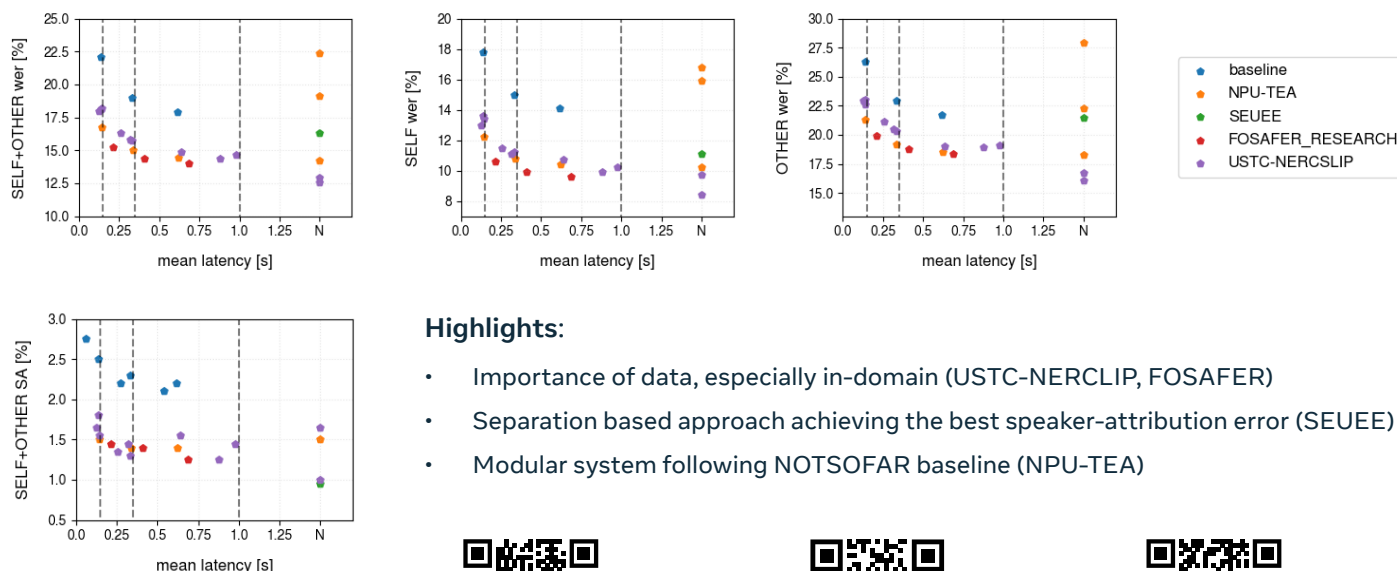 SELF+OTHER wer [%]
25.0
22.5
20.0
17.5
15.0
12.5
10.0
0.0 0.25 0.50 0.75 1.0 1.25 N
mean latency [s]
SELF wer [%]
20
18
16
14
12
10
8
0.0 0.25 0.5 0.75 1.0 1.25 N
mean latency [s]
OTHER wer [%]
30.0
27.5
25.0
22.5
20.0
17.5
15.0
0.0 0.25 0.5 0.75 1.0 1.25 N
mean latency [s]
baseline
NPU-TEA
SEUEE
FOSAFER_RESEARCH
USTC-NERCSLIP
SELF+OTHER SA [%]
3.0
2.5
2.0
1.5
1.0
0.5
0.0 0.25 0.5 0.75 1.0 1.25 N
mean latency [s]
Highlights:
• Importance of data, especially in-domain (USTC-NERCLIP, FOSAFER)
• Separation based approach achieving the best speaker-attribution error (SEUEE)
• Modular system following NOTSOFAR baseline (NPU-TEA)